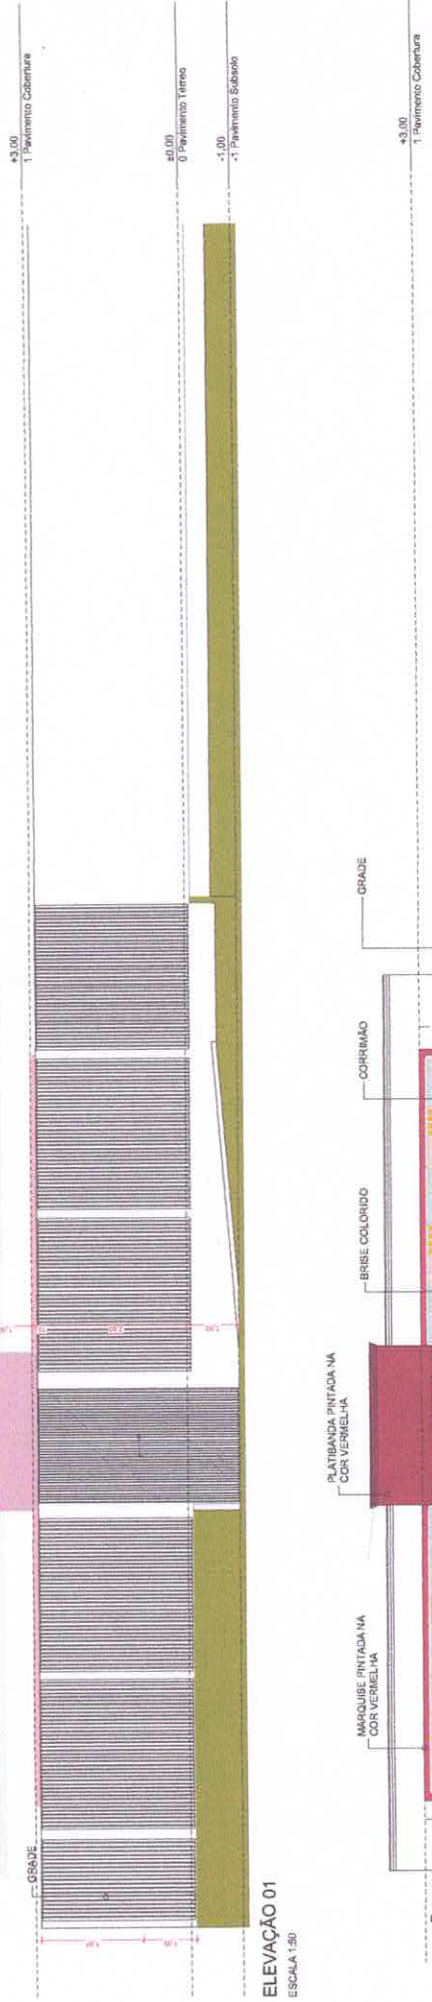 +3,00
1 Pavimento Cobertura
±0,00
0 Pavimento Térreo
-1,00
-1 Pavimento Subsolo
GRADE
ELEVAÇÃO 01
ESCALA 1:50
+3,00
1 Pavimento Cobertura
MARQUISE PINTADA NA
COR VERMELHA
PLATIBANDA PINTADA NA
COR VERMELHA
BRISE COLORIDO
CORRIMÃO
GRADE